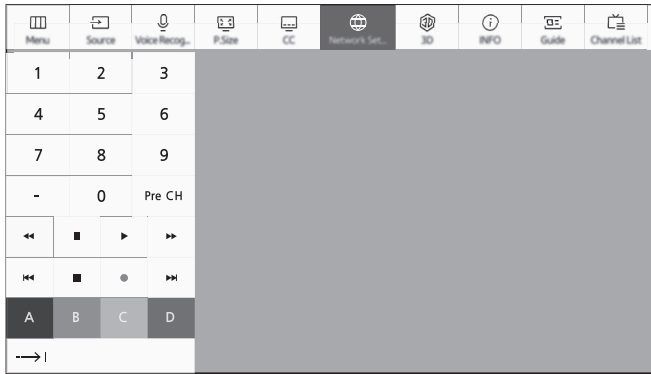 Menu Source Voice Recog... P.Size CC Network Set... 3D INFO Guide Channel List
1 2 3
4 5 6
7 8 9
- 0 Pre CH
A B C D